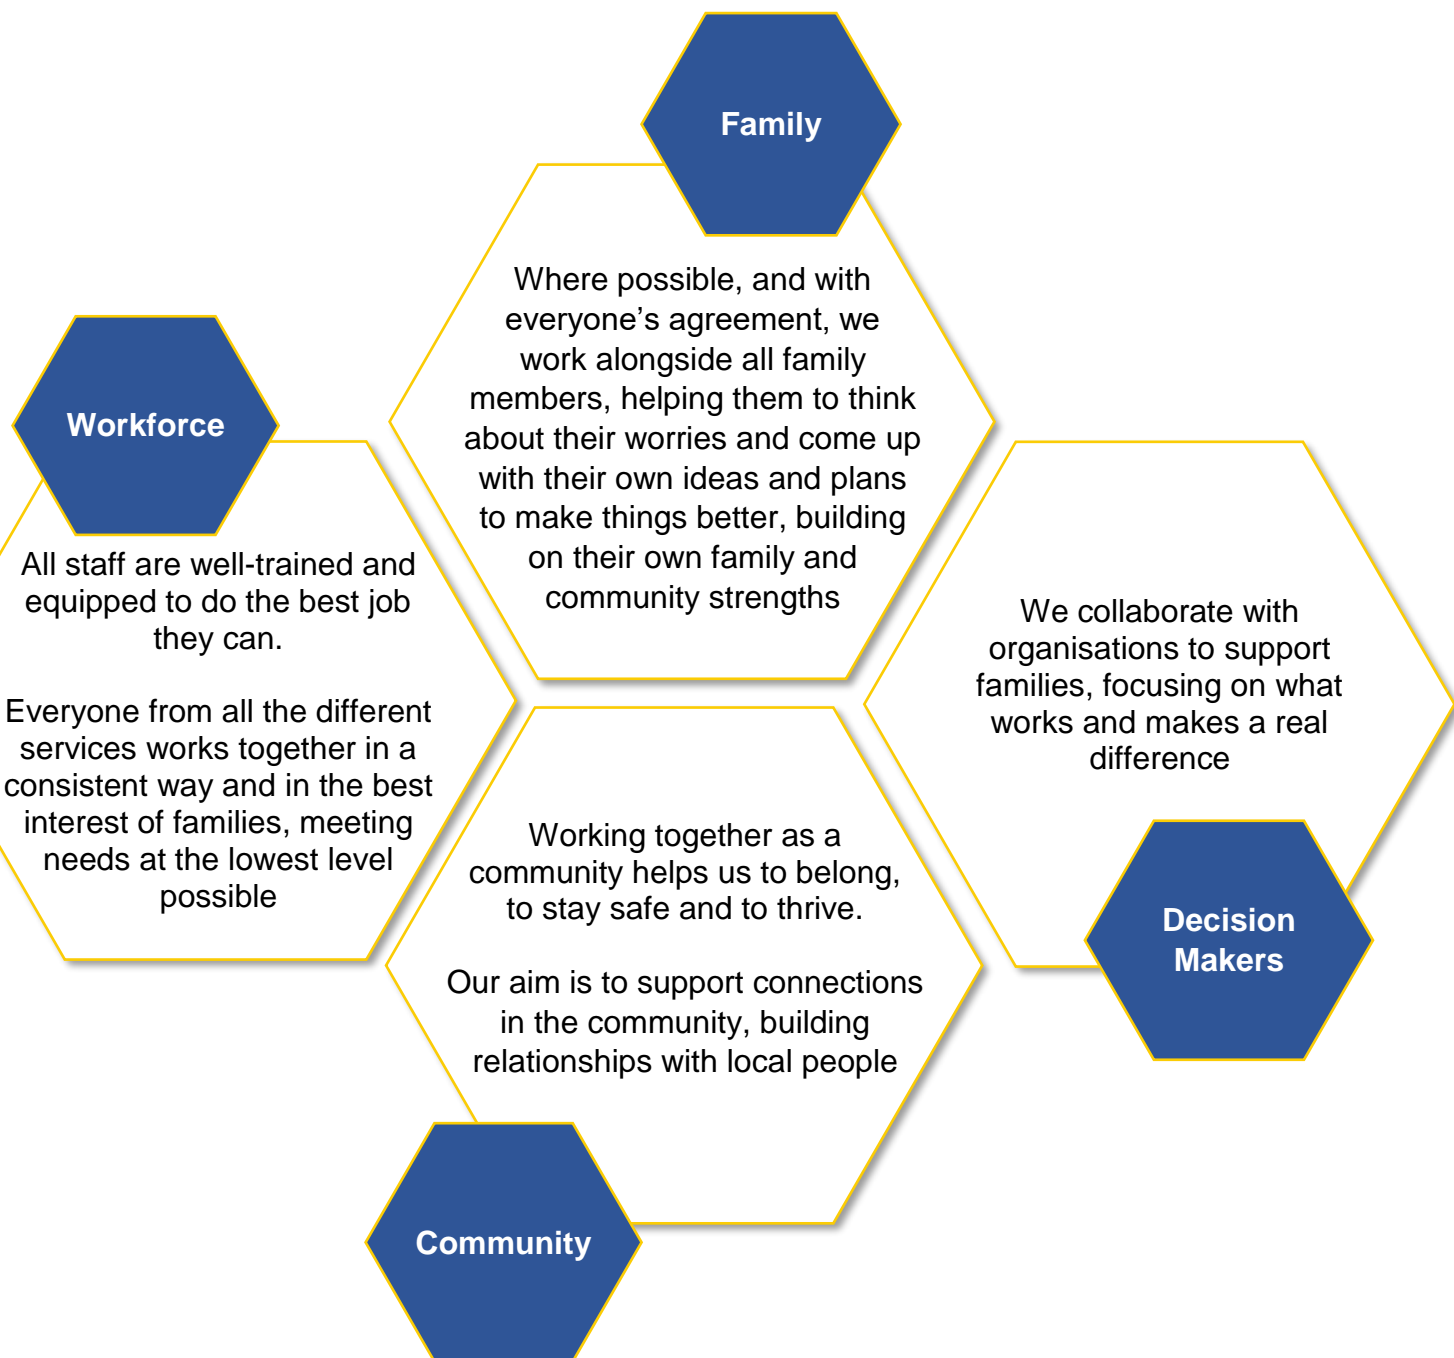 Family
Where possible, and with
everyone’s agreement, we
work alongside all family
members, helping them to think
about their worries and come up
with their own ideas and plans
to make things better, building
on their own family and
community strengths
Workforce
All staff are well-trained and
equipped to do the best job
they can.
Everyone from all the different
services works together in a
consistent way and in the best
interest of families, meeting
needs at the lowest level
possible
We collaborate with
organisations to support
families, focusing on what
works and makes a real
difference
Decision
Makers
Working together as a
community helps us to belong,
to stay safe and to thrive.
Our aim is to support connections
in the community, building
relationships with local people
Community